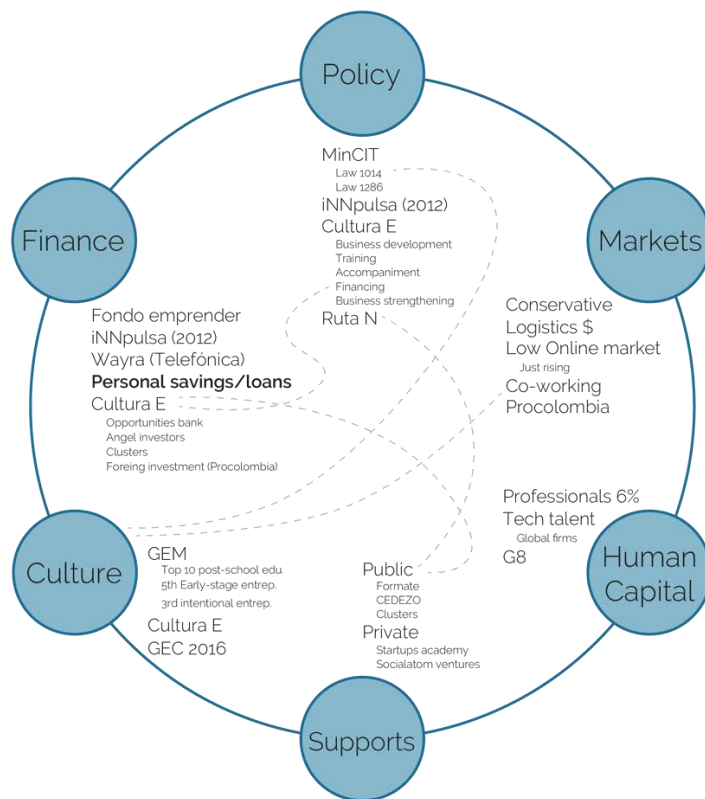 Policy
MinCIT
Law 1014
Law 1286
iNNpulsa (2012)
Cultura E
Business development
Training
Accompaniment
Financing
Business strengthening
Ruta N
Finance
Fondo emprender
iNNpulsa (2012)
Wayra (Telefónica)
Personal savings/loans
Cultura E
Opportunities bank
Angel investors
Clusters
Foreing investment (Procolombia)
Markets
Conservative
Logistics $
Low Online market
Just rising
Co-working
Procolombia
Culture
GEM
Top 10 post-school edu.
5th Early-stage entrep.
3rd intentional entrep.
Cultura E
GEC 2016
Public
Formate
CEDEZO
Clusters
Private
Startups academy
Socialatom ventures
Supports
Professionals 6%
Tech talent
Global firms
G8
Human
Capital